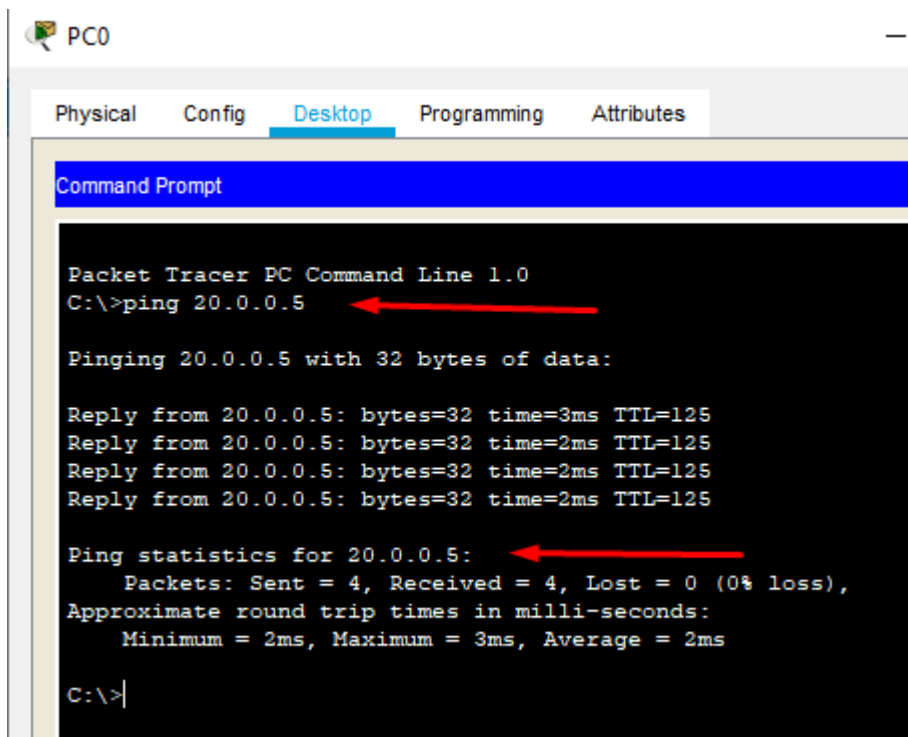 PC0
Physical Config Desktop Programming Attributes
Command Prompt
Packet Tracer PC Command Line 1.0
C:\>ping 20.0.0.5
Pinging 20.0.0.5 with 32 bytes of data:
Reply from 20.0.0.5: bytes=32 time=3ms TTL=125
Reply from 20.0.0.5: bytes=32 time=2ms TTL=125
Reply from 20.0.0.5: bytes=32 time=2ms TTL=125
Reply from 20.0.0.5: bytes=32 time=2ms TTL=125
Ping statistics for 20.0.0.5:
Packets: Sent = 4, Received = 4, Lost = 0 (0% loss),
Approximate round trip times in milli-seconds:
Minimum = 2ms, Maximum = 3ms, Average = 2ms
C:\>